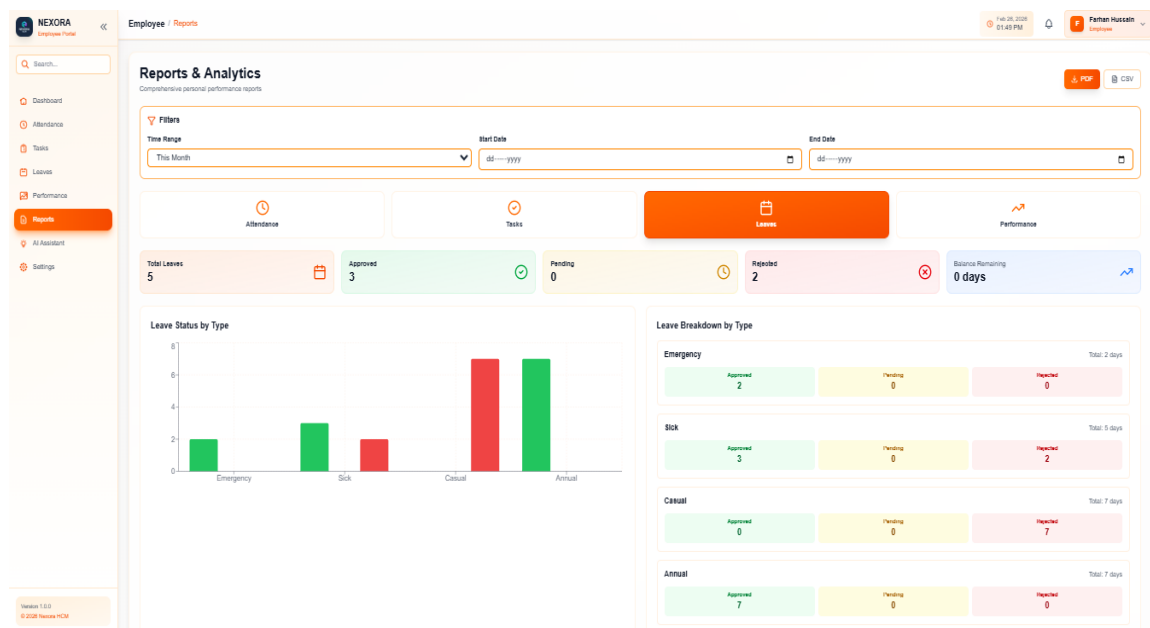 NEXORA
Employee Portal
Search...
Dashboard
Attendance
Tasks
Leaves
Performance
Reports
AI Assistant
Settings
Version 1.0.0
© 2026 Nexora HCM
Employee / Reports
Feb 26, 2026
01:49 PM
F
Farhan Hussain
Employee
Reports & Analytics
Comprehensive personal performance reports
PDF
CSV
Filters
Time Range
Start Date
End Date
This Month
dd-----yyyy
dd-----yyyy
Attendance
Tasks
Leaves
Performance
Total Leaves
5
Approved
3
Pending
0
Rejected
2
Balance Remaining
0 days
Leave Status by Type
8
6
4
2
0
Emergency
Sick
Casual
Annual
Leave Breakdown by Type
Emergency
Total: 2 days
Approved
2
Pending
0
Rejected
0
Sick
Total: 5 days
Approved
3
Pending
0
Rejected
2
Casual
Total: 7 days
Approved
0
Pending
0
Rejected
7
Annual
Total: 7 days
Approved
7
Pending
0
Rejected
0